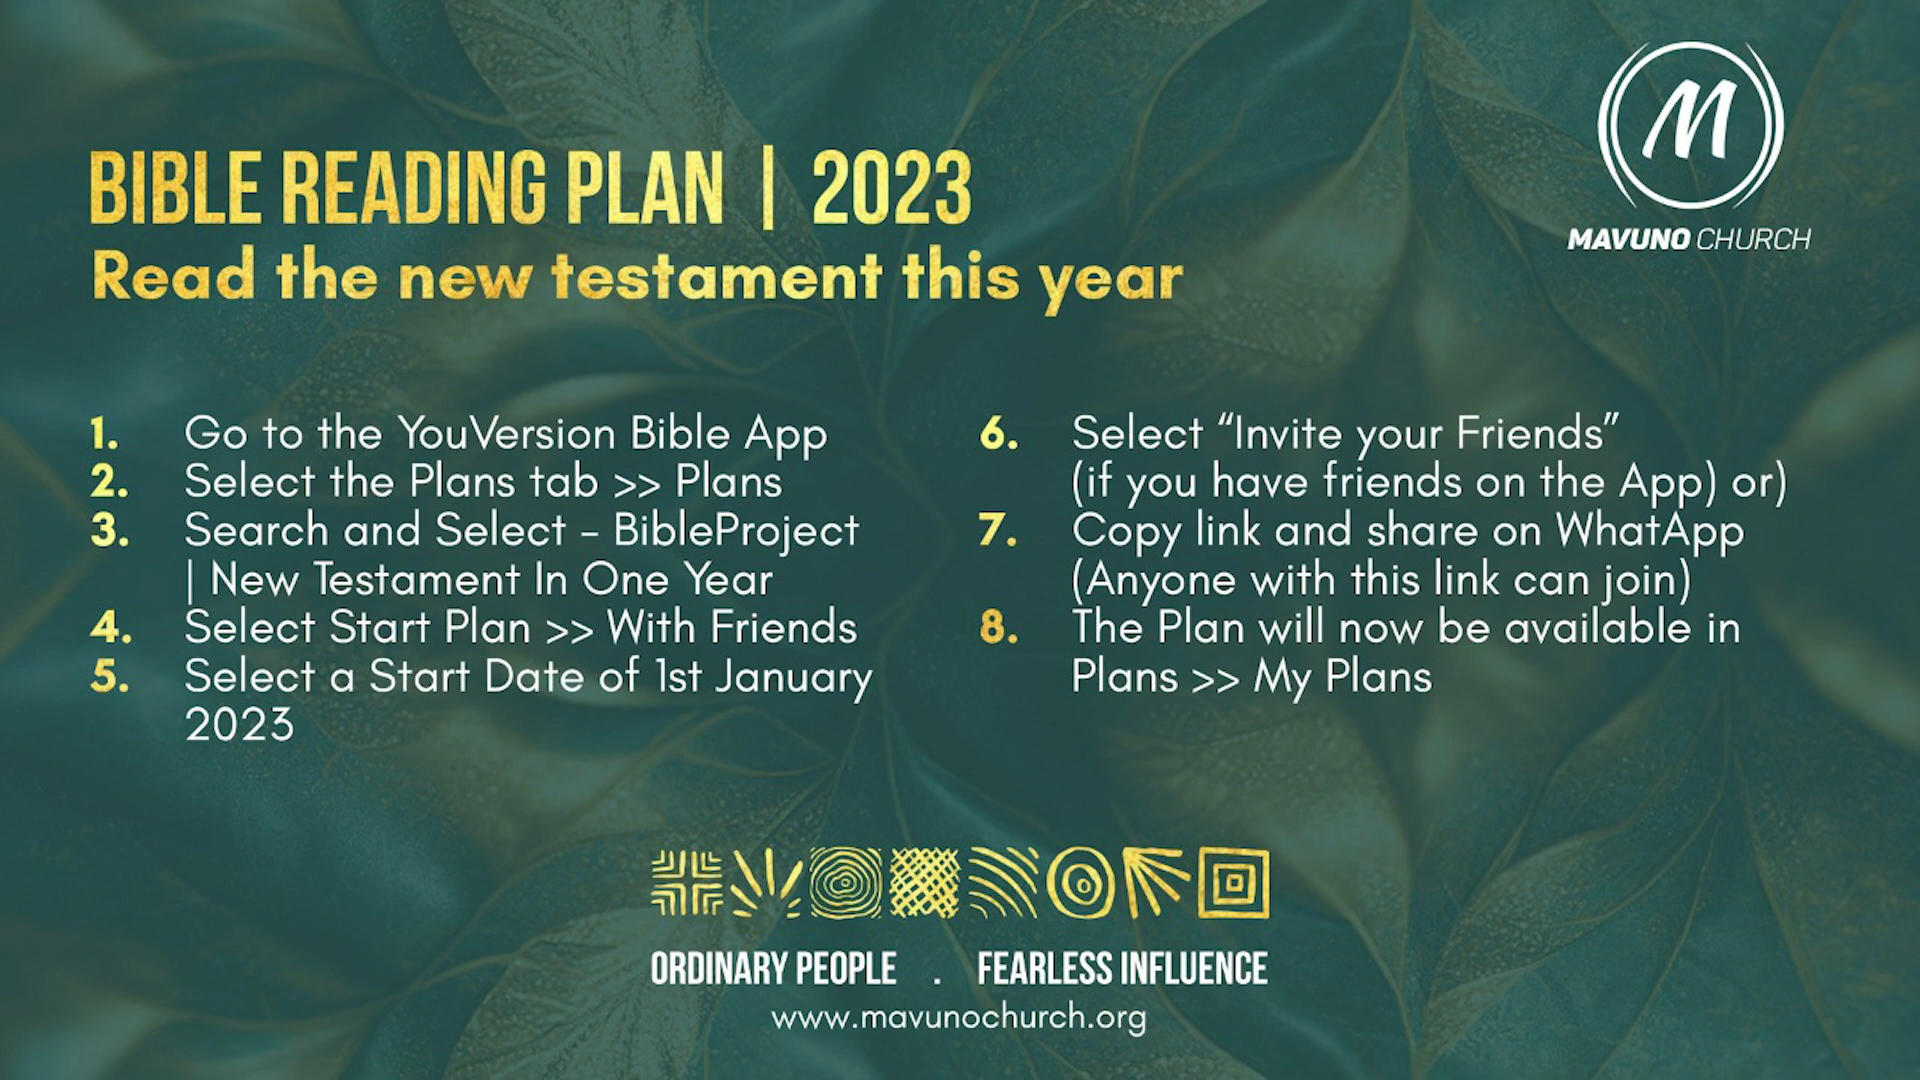 MAVUNO CHURCH
BIBLE READING PLAN | 2023
Read the new testament this year
1. Go to the YouVersion Bible App
2. Select the Plans tab >> Plans
3. Search and Select - BibleProject
| New Testament In One Year
4. Select Start Plan >> With Friends
5. Select a Start Date of 1st January
2023
6. Select “Invite your Friends”
(if you have friends on the App) or)
7. Copy link and share on WhatApp
(Anyone with this link can join)
8. The Plan will now be available in
Plans >> My Plans
ORDINARY PEOPLE . FEARLESS INFLUENCE
www.mavunochurch.org